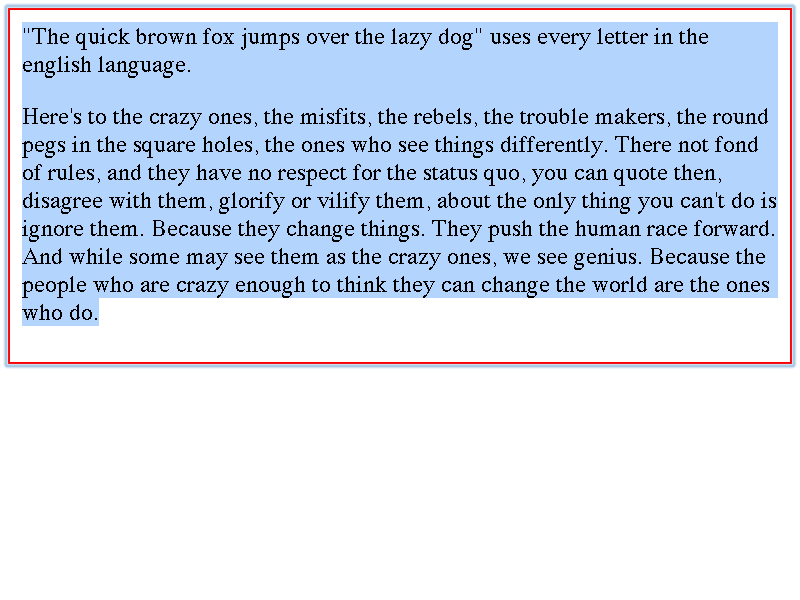 "The quick brown fox jumps over the lazy dog" uses every letter in the
english language.

Here's to the crazy ones, the misfits, the rebels, the trouble makers, the round
pegs in the square holes, the ones who see things differently. There not fond
of rules, and they have no respect for the status quo, you can quote then,
disagree with them, glorify or vilify them, about the only thing you can't do is
ignore them. Because they change things. They push the human race forward.
And while some may see them as the crazy ones, we see genius. Because the
people who are crazy enough to think they can change the world are the ones
who do.